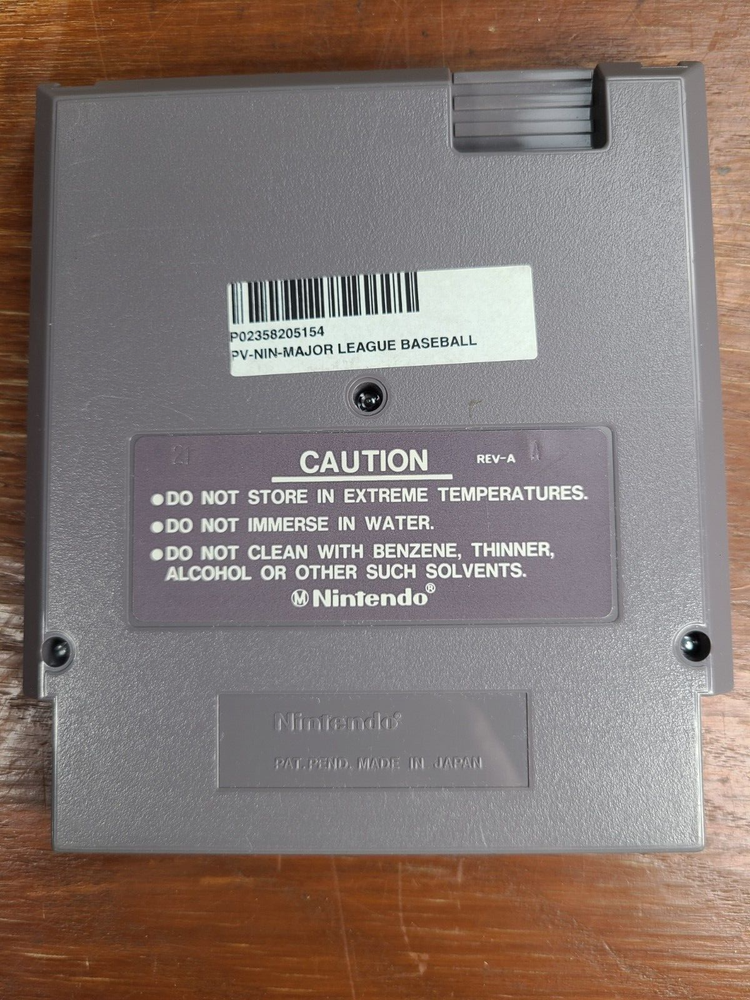 P02358205154
PV-NIN-MAJOR LEAGUE BASEBALL
CAUTION REV-A
●DO NOT STORE IN EXTREME TEMPERATURES.
●DO NOT IMMERSE IN WATER.
●DO NOT CLEAN WITH BENZENE, THINNER,
ALCOHOL OR OTHER SUCH SOLVENTS.
Ⓜ Nintendo®
Nintendo®
PAT. PEND. MADE IN JAPAN